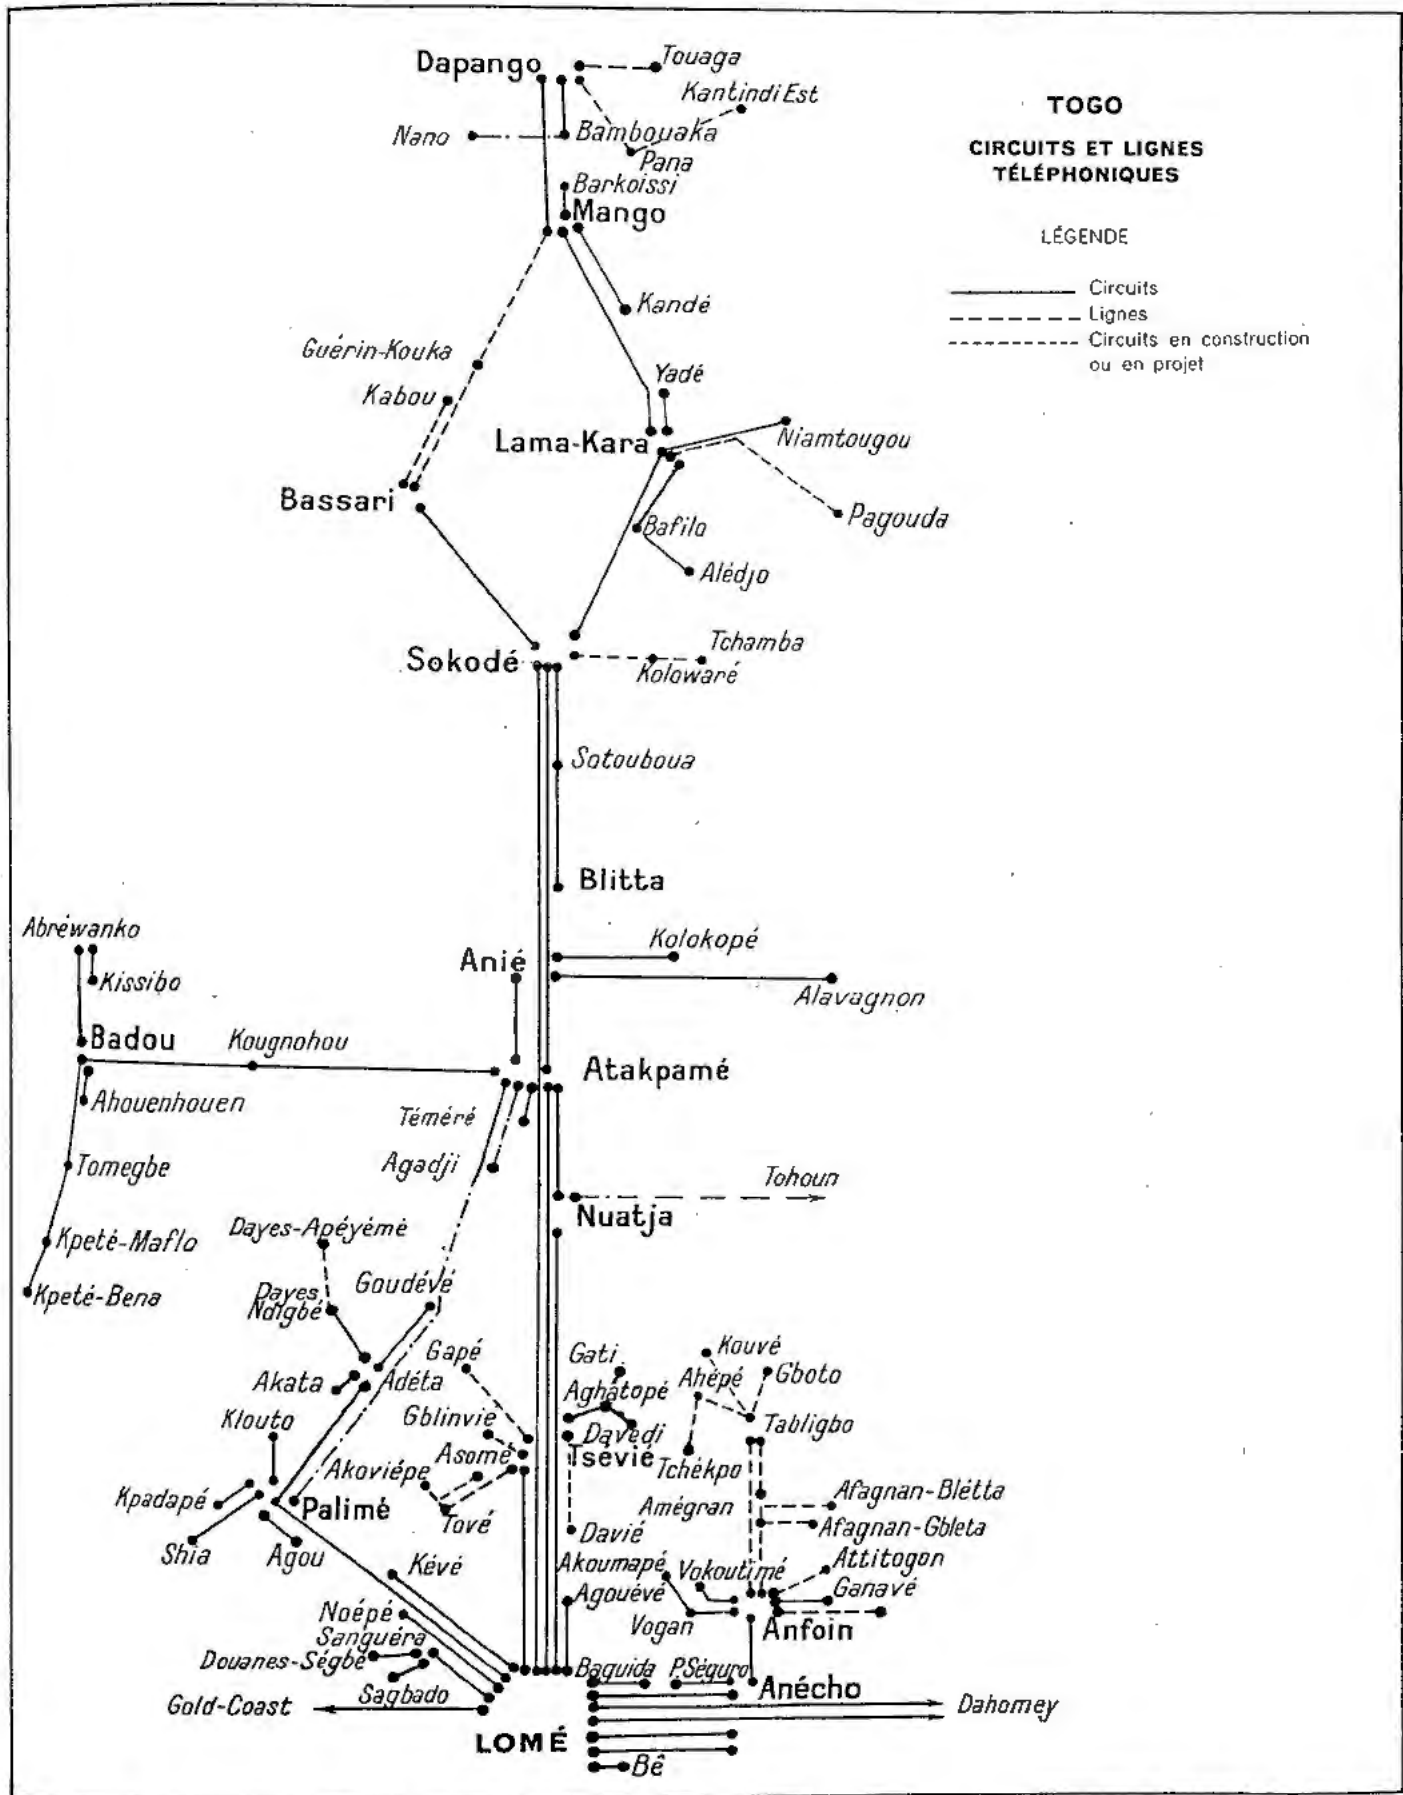 Dapango
Touaga
Kantindi Est
TOGO
CIRCUITS ET LIGNES
TÉLÉPHONIQUES
Nano
Bambouaka
Pana
Barkoissi
Mango
LÉGENDE
Circuits
Lignes
Circuits en construction
ou en projet
Kandé
Guérin-Kouka
Kabou
Yadé
Lama-Kara
Niamtougou
Bassari
Pagouda
Bafilo
Alédjo
Sokodé
Tchamba
Koloware
Sotouboua
Blitta
Abréwanko
Kissibo
Anié
Kolokopé
Alavagnon
Badou
Kougnohou
Atakpamé
Ahouenhouen
Téméré
Agadji
Tomegbe
Tohoun
Nuatja
Dayes-Apéyémé
Kpeté-Maflo
Kpeté-Bena
Dayes
Ndigbé
Goudévé
Gapé
Gati
Kouvé
Ahépé
Gboto
Akata
Adéta
Aghatopé
Klouto
Gblinvie
Davedi
Tabligbo
Asomé
Tsévié
Tchékpo
Akoviépe
Kpadapé
Palimé
Tové
Amégran
Afagnan-Blétta
Afagnan-Gbleta
Shia
Agou
Davié
Kévé
Akoumapé
Vokoutimé
Attitogon
Agouévé
Ganavé
Noépé
Vogan
Anfoin
Sanguéra
Douanes-Ségbé
Sagbado
Baguida
P.Séguro
Anécho
Gold-Coast
Dahomey
LOMÉ
Bê